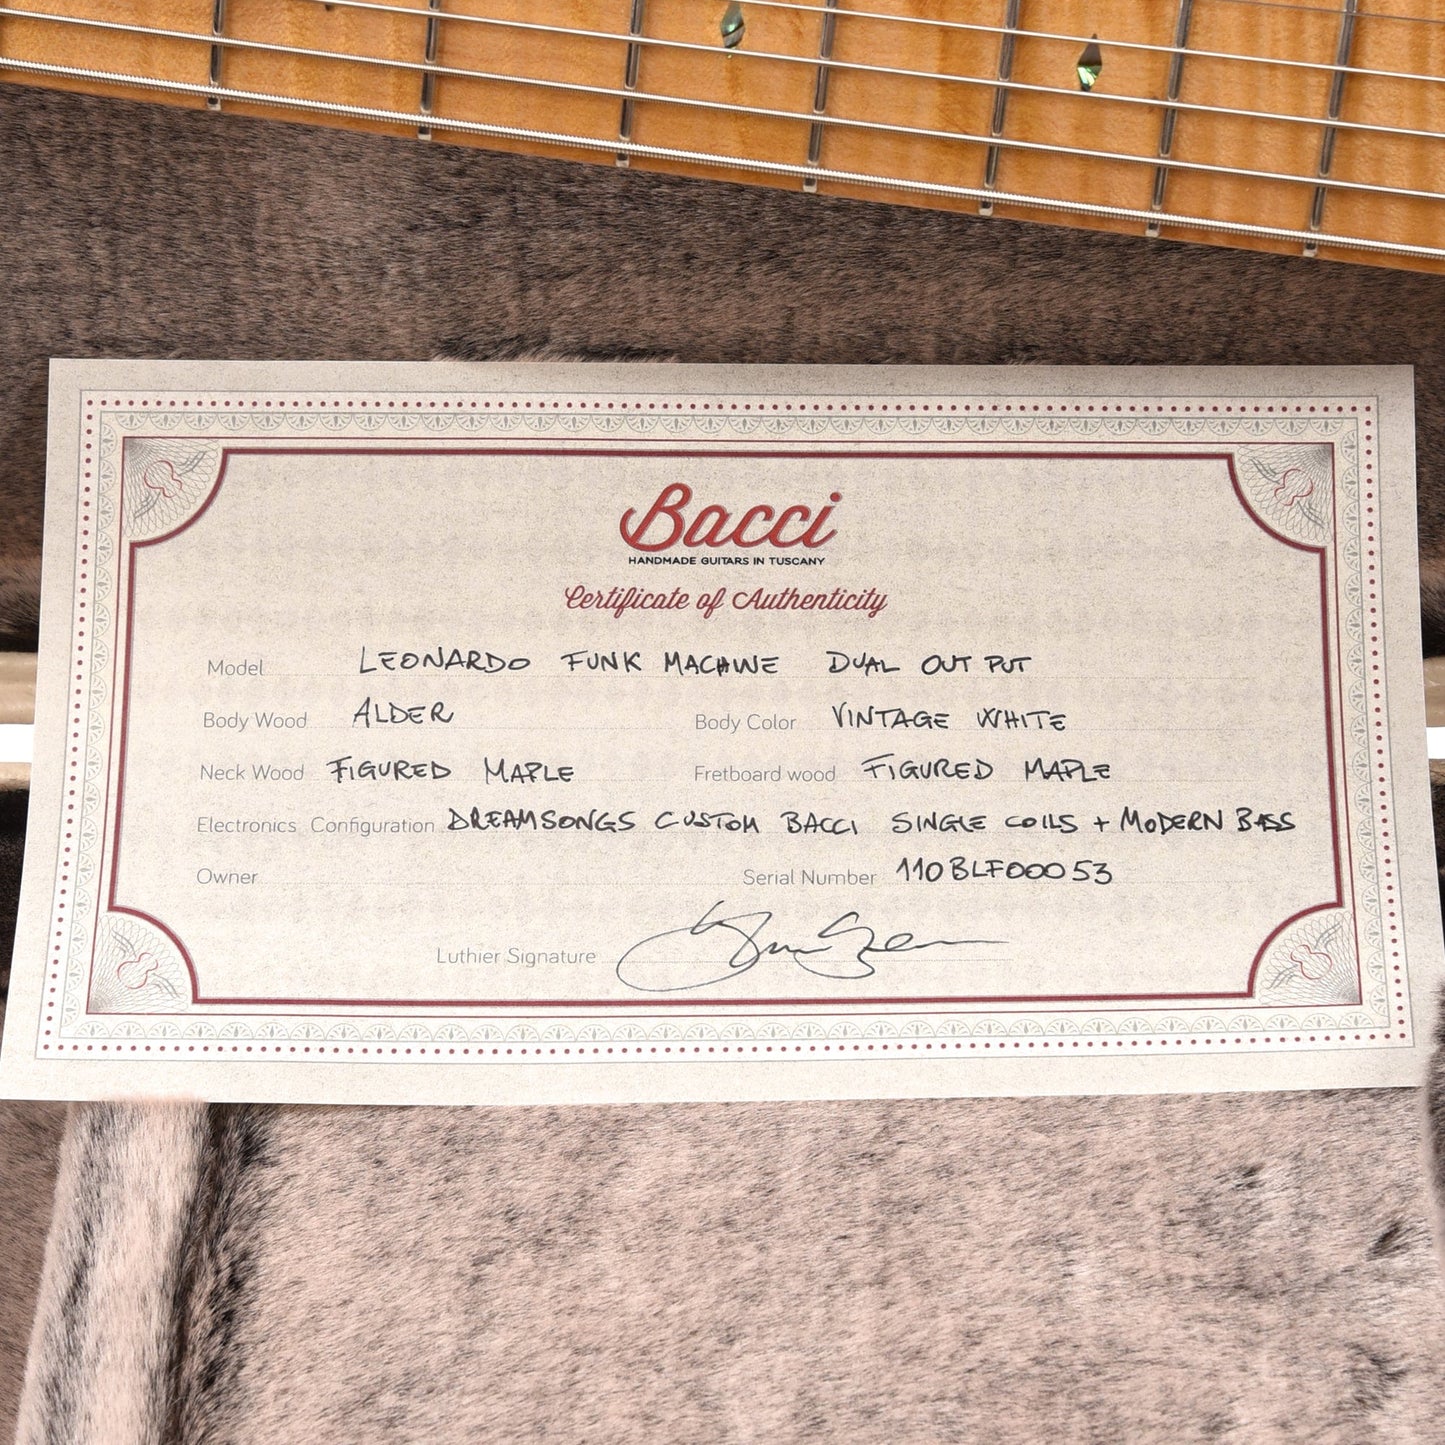 Bacci
HANDMADE GUITARS IN TUSCANY
Certificate of Authenticity
Model LEONARDO FUNK MACHINE DUAL OUT PUT
Body Wood ALDER Body Color VINTAGE WHITE
Neck Wood FIGURED MAPLE Fretboard wood FIGURED MAPLE
Electronics Configuration DREAMSONGS CUSTOM BACCI SINGLE COILS + MODERN BASS
Owner Serial Number 110BLF00053
Luthier Signature